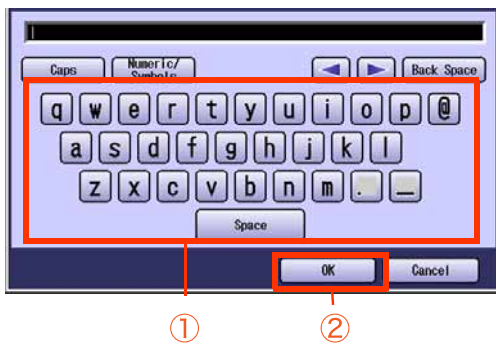 Caps Numeric/ Back Space
Symbols
q w e r t y u i o p @
a s d f g h j k l
z x c v b n m . _
Space
OK Cancel
① ②